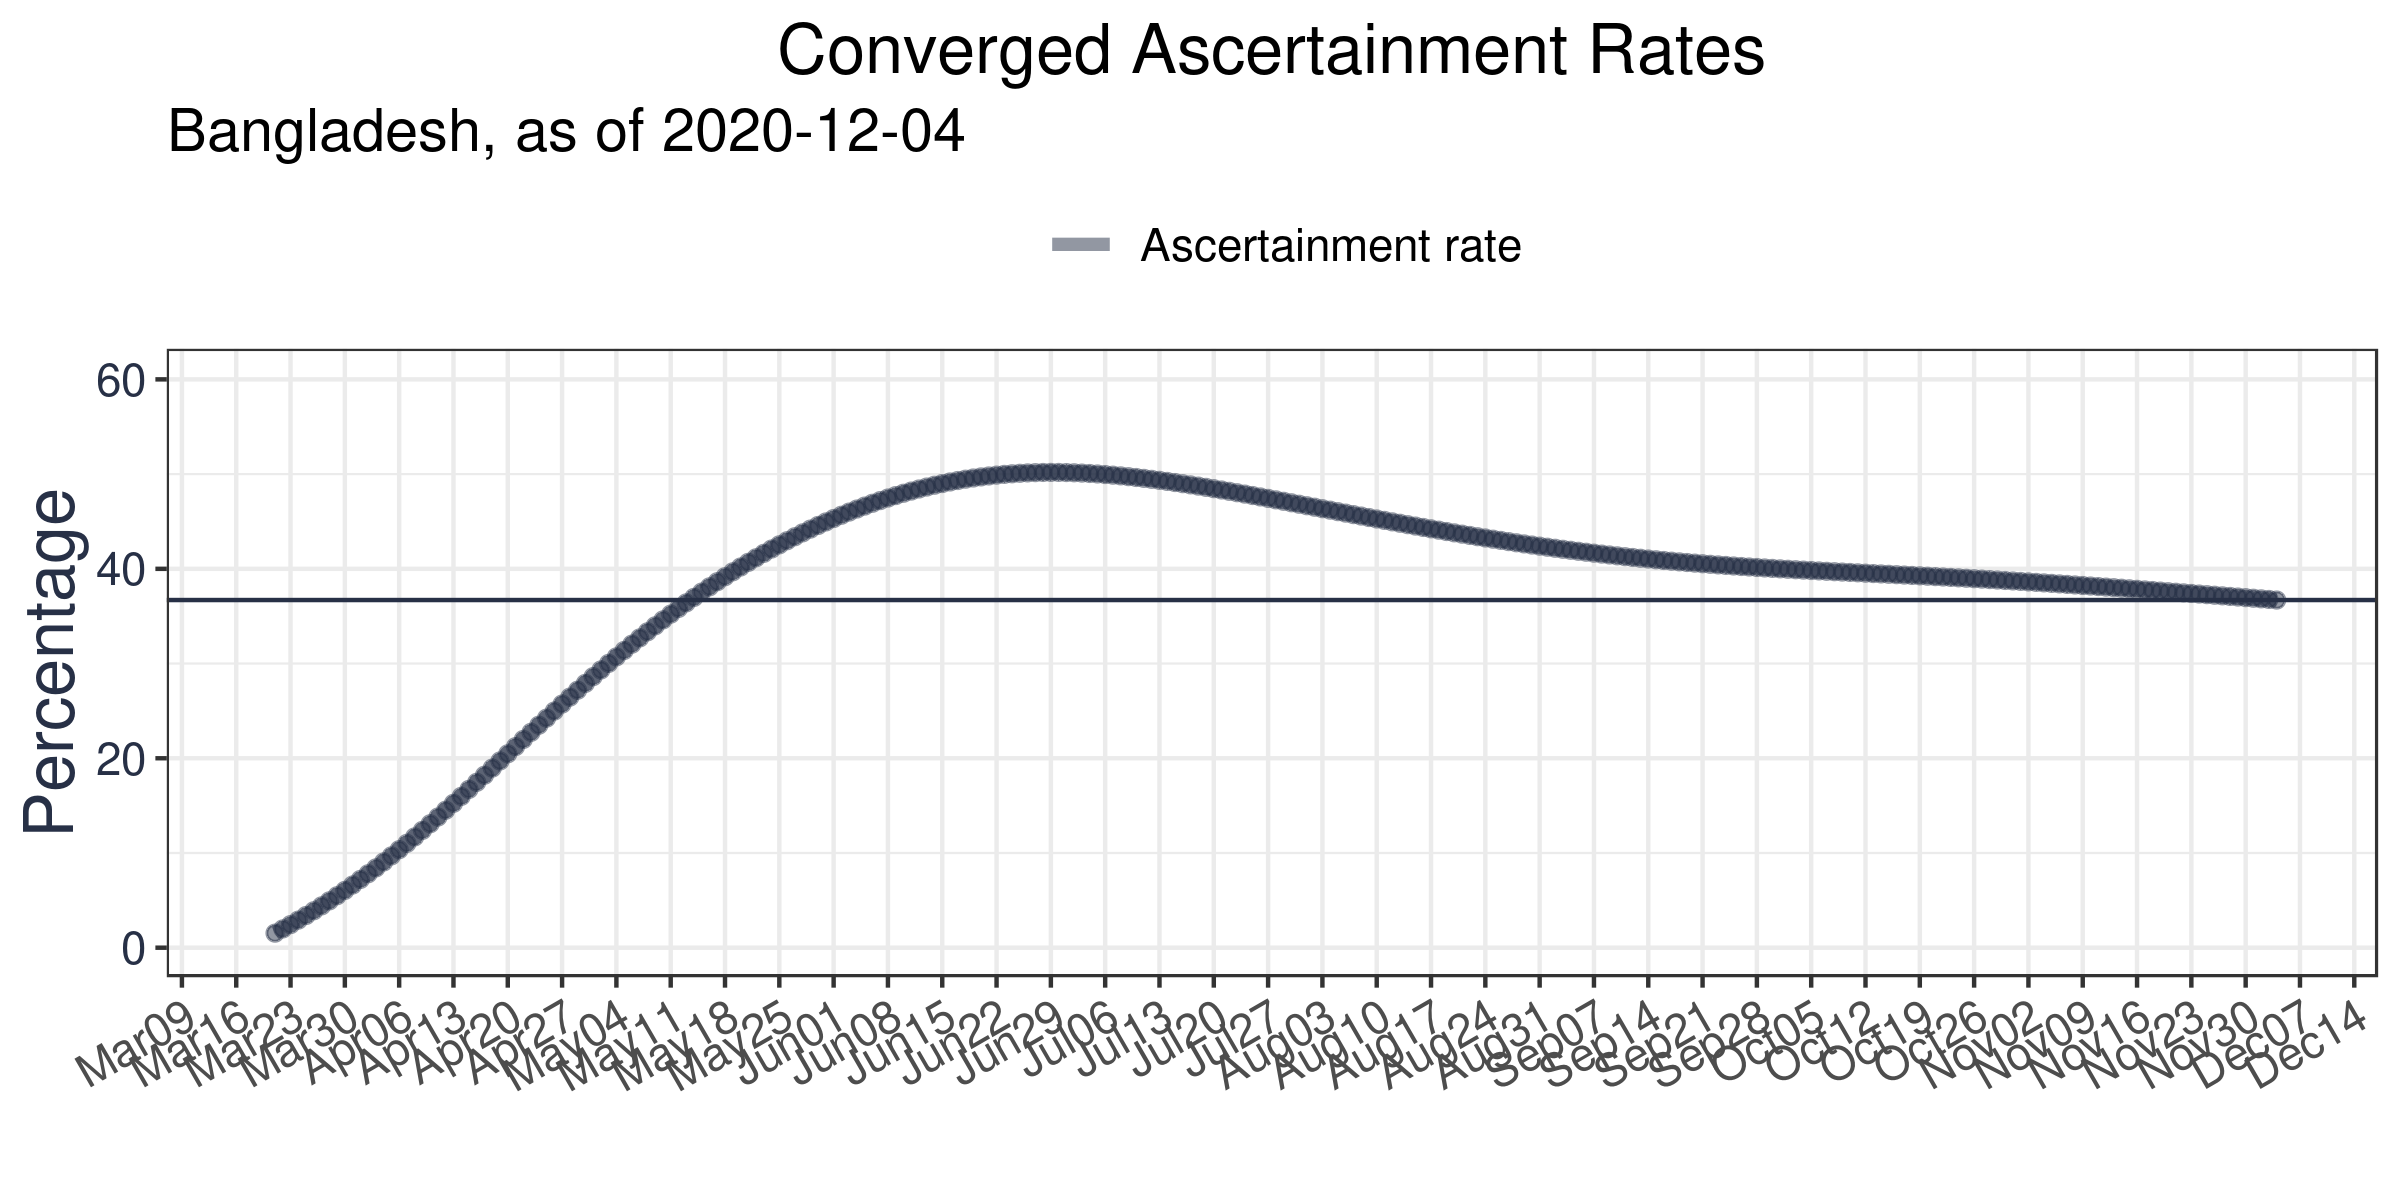 Converged Ascertainment Rates
Bangladesh, as of 2020-12-04
Ascertainment rate
Percentage
60
40
20
0
Mar09 Mar16 Mar23 Mar30 Apr06 Apr13 Apr20 Apr27 May04 May11 May18 May25 Jun01 Jun08 Jun15 Jun22 Jun29 Jul06 Jul13 Jul20 Jul27 Aug03 Aug10 Aug17 Aug24 Aug31 Sep07 Sep14 Sep21 Sep28 Oct05 Oct12 Oct19 Oct26 Nov02 Nov09 Nov16 Nov23 Nov30 Dec07 Dec14